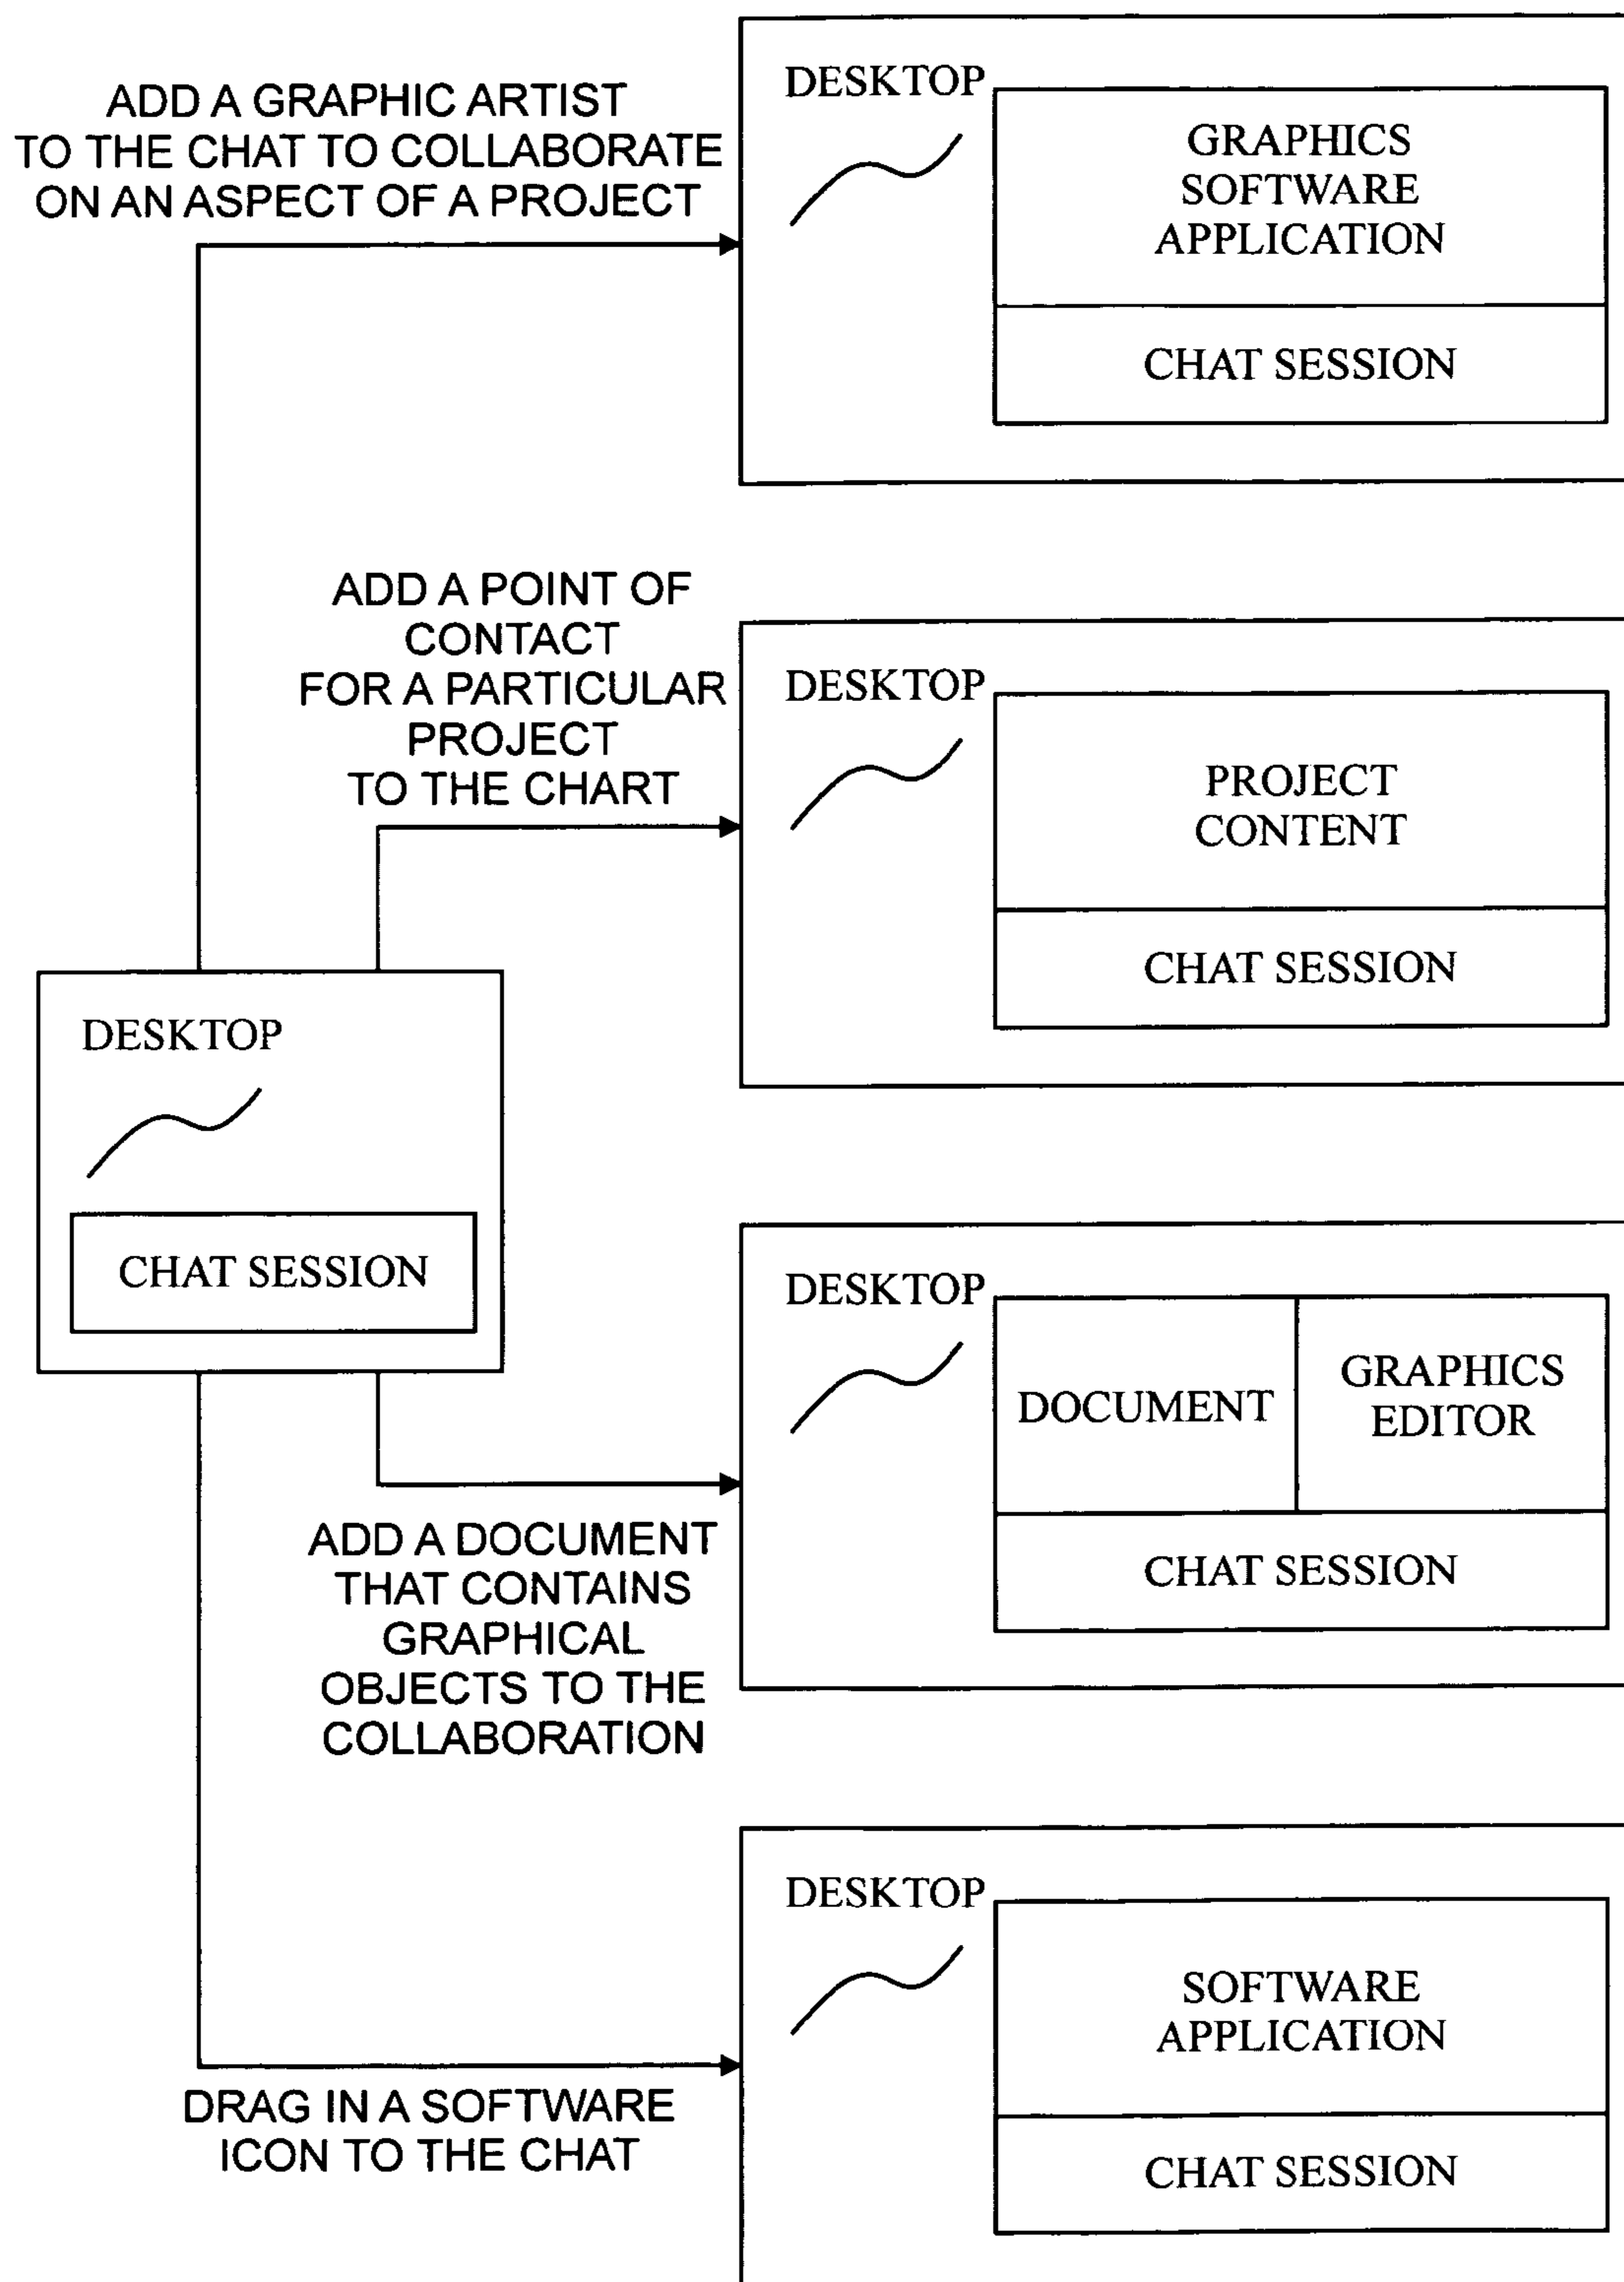 ADD A GRAPHIC ARTIST
TO THE CHAT TO COLLABORATE
ON AN ASPECT OF A PROJECT
DESKTOP
GRAPHICS
SOFTWARE
APPLICATION
CHAT SESSION
ADD A POINT OF
CONTACT
FOR A PARTICULAR
PROJECT
TO THE CHART
DESKTOP
PROJECT
CONTENT
CHAT SESSION
DESKTOP
CHAT SESSION
ADD A DOCUMENT
THAT CONTAINS
GRAPHICAL
OBJECTS TO THE
COLLABORATION
DESKTOP
DOCUMENT
GRAPHICS
EDITOR
CHAT SESSION
DRAG IN A SOFTWARE
ICON TO THE CHAT
DESKTOP
SOFTWARE
APPLICATION
CHAT SESSION